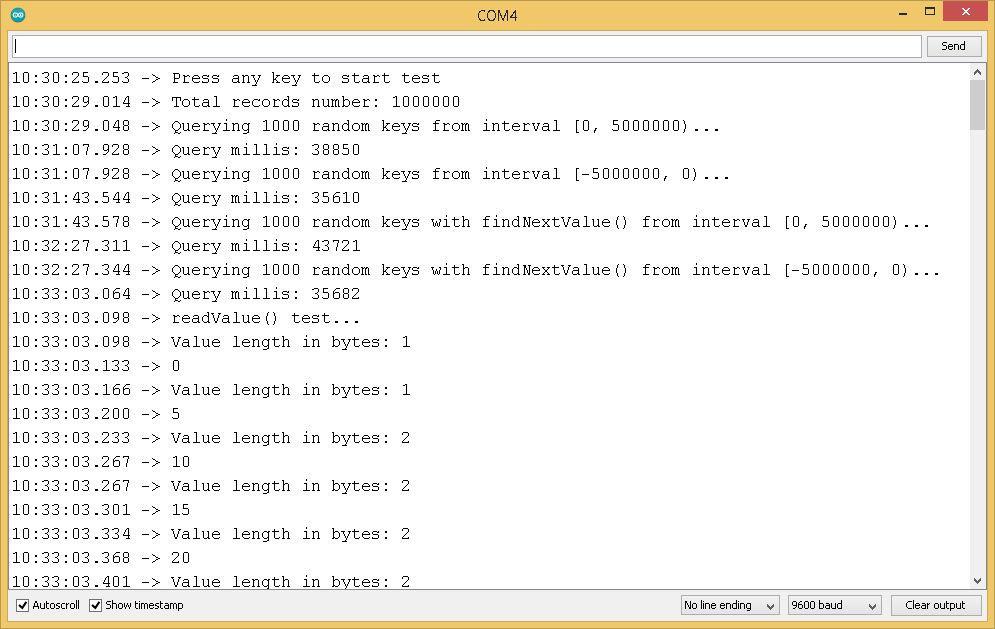 COM4
Send
10:30:25.253 -> Press any key to start test
10:30:29.014 -> Total records number: 1000000
10:30:29.048 -> Querying 1000 random keys from interval [0, 5000000)...
10:31:07.928 -> Query millis: 38850
10:31:07.928 -> Querying 1000 random keys from interval [-5000000, 0)...
10:31:43.544 -> Query millis: 35610
10:31:43.578 -> Querying 1000 random keys with findNextValue() from interval [0, 5000000)...
10:32:27.311 -> Query millis: 43721
10:32:27.344 -> Querying 1000 random keys with findNextValue() from interval [-5000000, 0)...
10:33:03.064 -> Query millis: 35682
10:33:03.098 -> readValue() test...
10:33:03.098 -> Value length in bytes: 1
10:33:03.133 -> 0
10:33:03.166 -> Value length in bytes: 1
10:33:03.200 -> 5
10:33:03.233 -> Value length in bytes: 2
10:33:03.267 -> 10
10:33:03.267 -> Value length in bytes: 2
10:33:03.301 -> 15
10:33:03.334 -> Value length in bytes: 2
10:33:03.368 -> 20
10:33:03.401 -> Value length in bytes: 2
Autoscroll Show timestamp No line ending 9600 baud Clear output